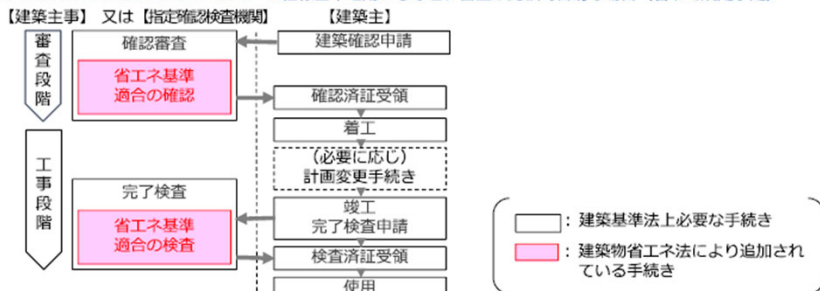 【建築主事】 又は 【指定確認検査機関】
【建築主】
審査段階
確認審査
省エネ基準
適合の確認
建築確認申請
確認済証受領
着工
(必要に応じ)
計画変更手続き
工事段階
完了検査
省エネ基準
適合の検査
竣工
完了検査申請
検査済証受領
使用
:建築基準法上必要な手続き
:建築物省エネ法により追加され
ている手続き